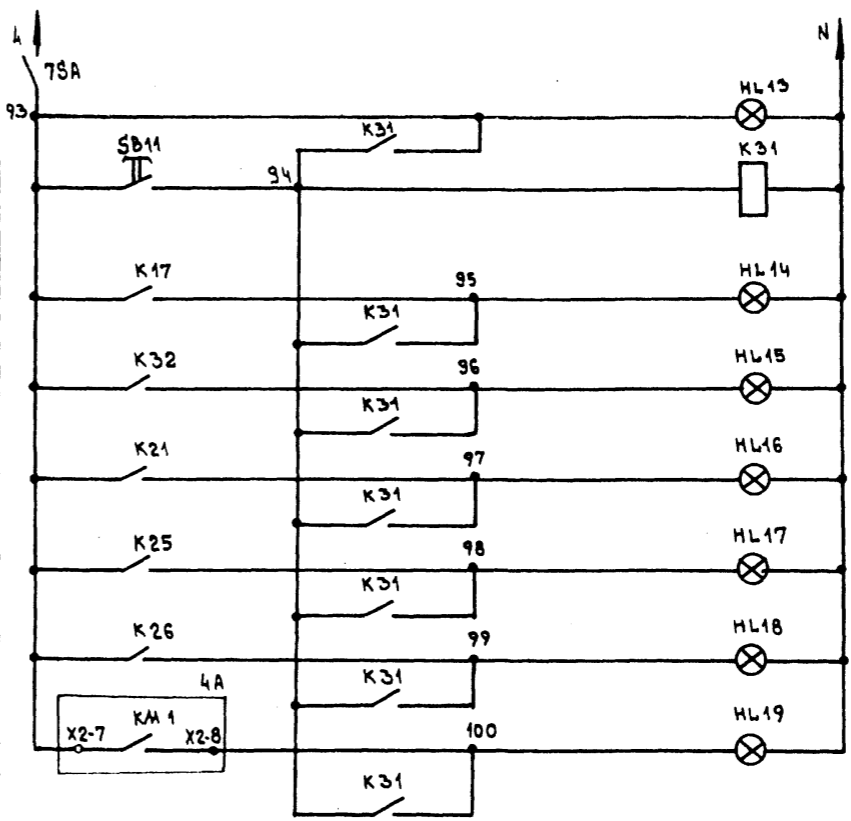 4 N
7SA
93 HL13
SB11 K31 K31
94
K17 95 HL14
K31
K32 96 HL15
K31
K21 97 HL16
K31
K25 98 HL17
K31
K26 99 HL18
4A K31
X2-7 KM1 X2-8 100 HL19
K31